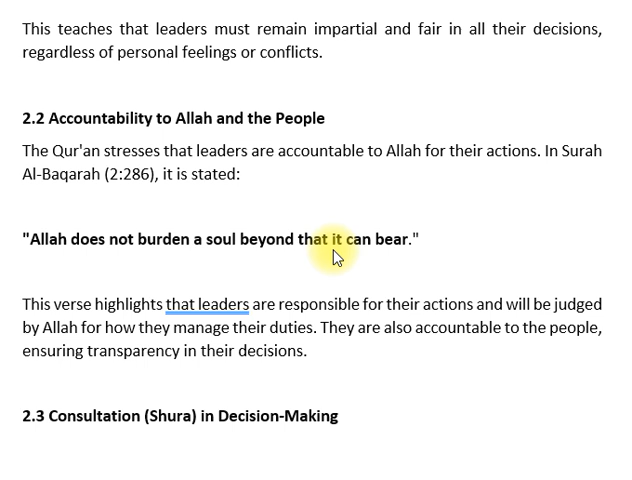 This teaches that leaders must remain impartial and fair in all their decisions,
regardless of personal feelings or conflicts.
2.2 Accountability to Allah and the People
The Qur'an stresses that leaders are accountable to Allah for their actions. In Surah
Al-Baqarah (2:286), it is stated:
"Allah does not burden a soul beyond that it can bear."
This verse highlights that leaders are responsible for their actions and will be judged
by Allah for how they manage their duties. They are also accountable to the people,
ensuring transparency in their decisions.
2.3 Consultation (Shura) in Decision-Making